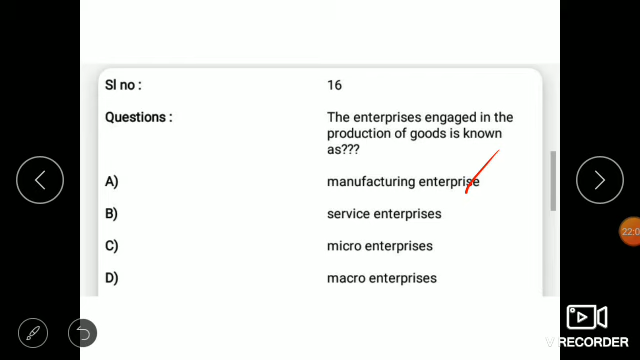 Sl no : 16
Questions : The enterprises engaged in the
production of goods is known
as???
A) manufacturing enterprise
B) service enterprises
C) micro enterprises
D) macro enterprises
22:0
V RECORDER